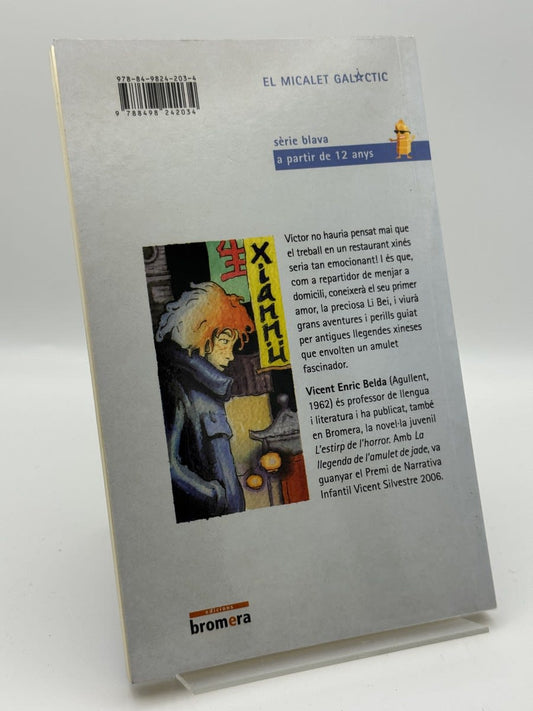 978-84-9824-203-4
9 788498 242034
EL MICALET GALÀCTIC
sèrie blava
a partir de 12 anys
Víctor no hauria pensat mai que
el treball en un restaurant xinés
seria tan emocionant! I és que,
com a repartidor de menjar a
domicili, coneixerà el seu primer
amor, la preciosa Li Bei, i viurà
grans aventures i perills guiat
per antigues llegendes xineses
que envolten un amulet
fascinador.
Vicent Enric Belda (Agullent,
1962) és professor de llengua
i literatura i ha publicat, també
en Bromera, la novel·la juvenil
L'estirp de l'horror. Amb La
llegenda de l'amulet de jade, va
guanyar el Premi de Narrativa
Infantil Vicent Silvestre 2006.
生
Xianniu
edicions
bromera